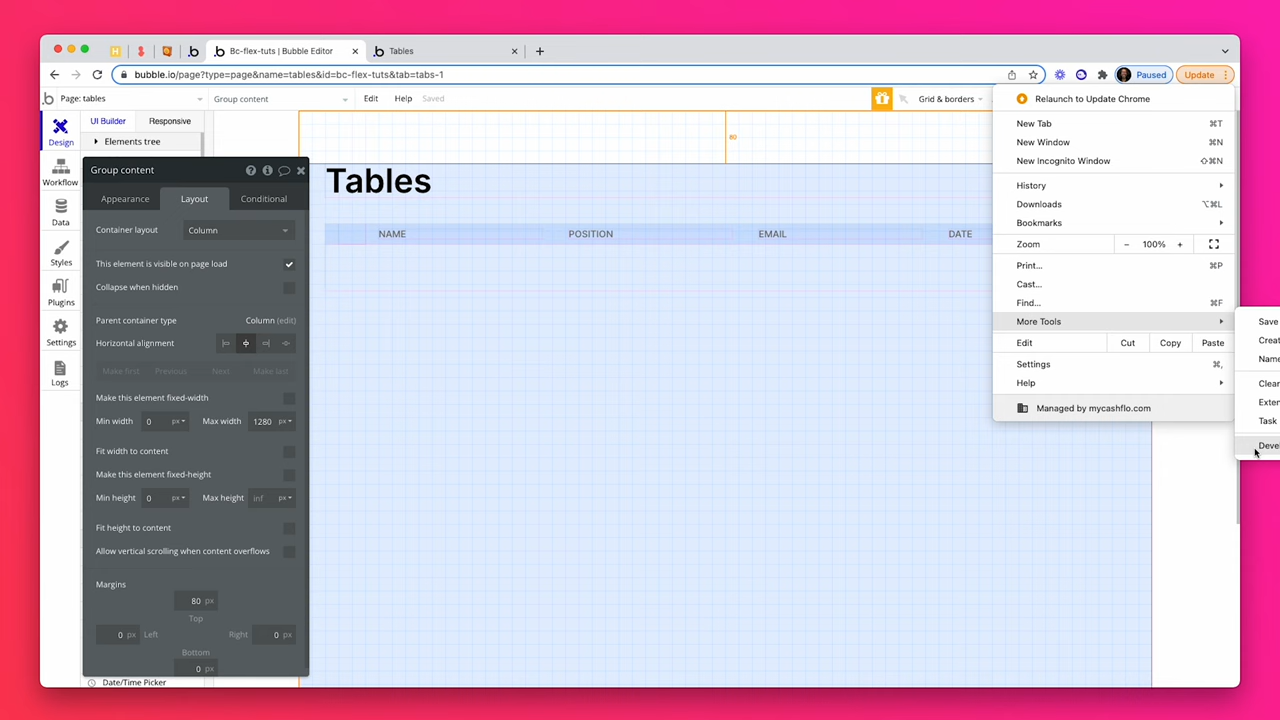 Bc-flex-tuts | Bubble Editor
Tables
bubble.io/page?type=page&name=tables&id=bc-flex-tuts&tab=tabs-1
Paused
Update
Page: tables
Group content
Edit
Help
Saved
Grid & borders
Design
Workflow
Data
Styles
Plugins
Settings
Logs
UI Builder
Responsive
Elements tree
Group content
Appearance
Layout
Conditional
Container layout
Column
This element is visible on page load
Collapse when hidden
Parent container type
Column (edit)
Horizontal alignment
Make first
Previous
Next
Make last
Make this element fixed-width
Min width 0 px
Max width 1280 px
Fit width to content
Make this element fixed-height
Min height 0 px
Max height inf px
Fit height to content
Allow vertical scrolling when content overflows
Margins
80 px
Top
0 px Left
Right 0 px
Bottom
0 px
Date/Time Picker
80
Tables
NAME
POSITION
EMAIL
DATE
Relaunch to Update Chrome
New Tab ⌘T
New Window ⌘N
New Incognito Window ⇧⌘N
History
Downloads ⌥⌘L
Bookmarks
Zoom − 100% +
Print... ⌘P
Cast...
Find... ⌘F
More Tools
Edit Cut Copy Paste
Settings ⌘,
Help
Managed by mycashflo.com
Save
Creat
Name
Clear
Exten
Task
Devel